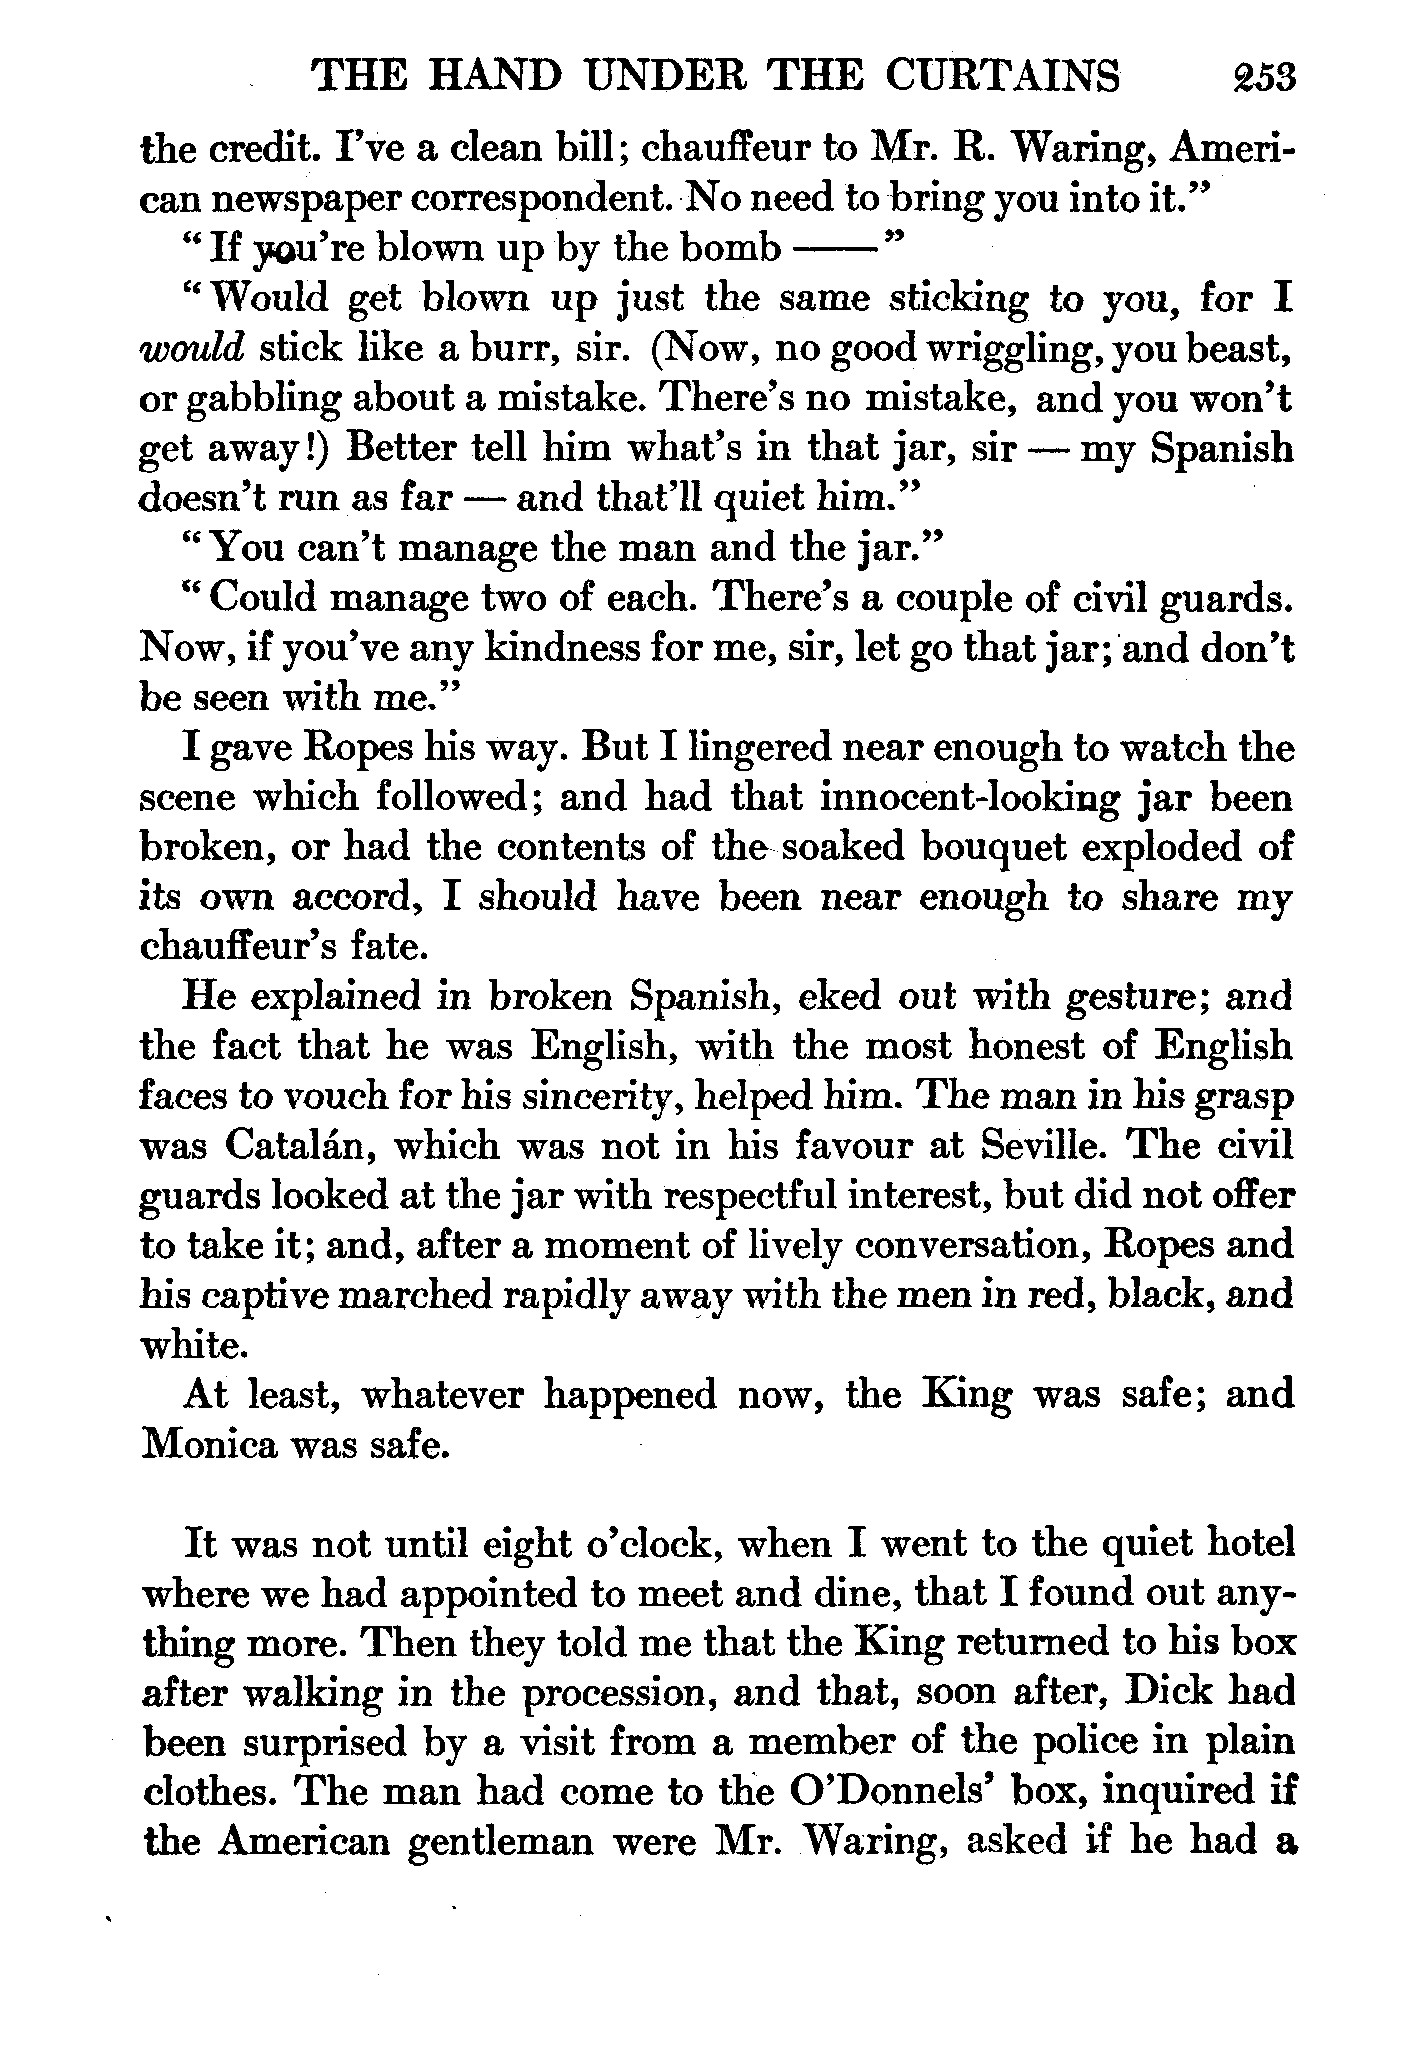 THE HAND UNDER THE CURTAINS 253
the credit. I've a clean bill; chauffeur to Mr. R. Waring, Ameri-
can newspaper correspondent. No need to bring you into it."
"If you're blown up by the bomb ——"
"Would get blown up just the same sticking to you, for I
would stick like a burr, sir. (Now, no good wriggling, you beast,
or gabbling about a mistake. There's no mistake, and you won't
get away!) Better tell him what's in that jar, sir — my Spanish
doesn't run as far — and that'll quiet him."
"You can't manage the man and the jar."
"Could manage two of each. There's a couple of civil guards.
Now, if you've any kindness for me, sir, let go that jar; and don't
be seen with me."
I gave Ropes his way. But I lingered near enough to watch the
scene which followed; and had that innocent-looking jar been
broken, or had the contents of the soaked bouquet exploded of
its own accord, I should have been near enough to share my
chauffeur's fate.
He explained in broken Spanish, eked out with gesture; and
the fact that he was English, with the most honest of English
faces to vouch for his sincerity, helped him. The man in his grasp
was Catalán, which was not in his favour at Seville. The civil
guards looked at the jar with respectful interest, but did not offer
to take it; and, after a moment of lively conversation, Ropes and
his captive marched rapidly away with the men in red, black, and
white.
At least, whatever happened now, the King was safe; and
Monica was safe.
It was not until eight o'clock, when I went to the quiet hotel
where we had appointed to meet and dine, that I found out any-
thing more. Then they told me that the King returned to his box
after walking in the procession, and that, soon after, Dick had
been surprised by a visit from a member of the police in plain
clothes. The man had come to the O'Donnels' box, inquired if
the American gentleman were Mr. Waring, asked if he had a